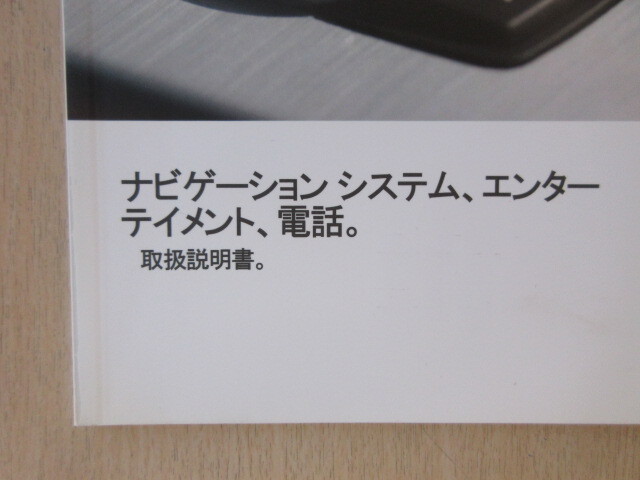 ナビゲーション システム、エンター
テイメント、電話。
取扱説明書。